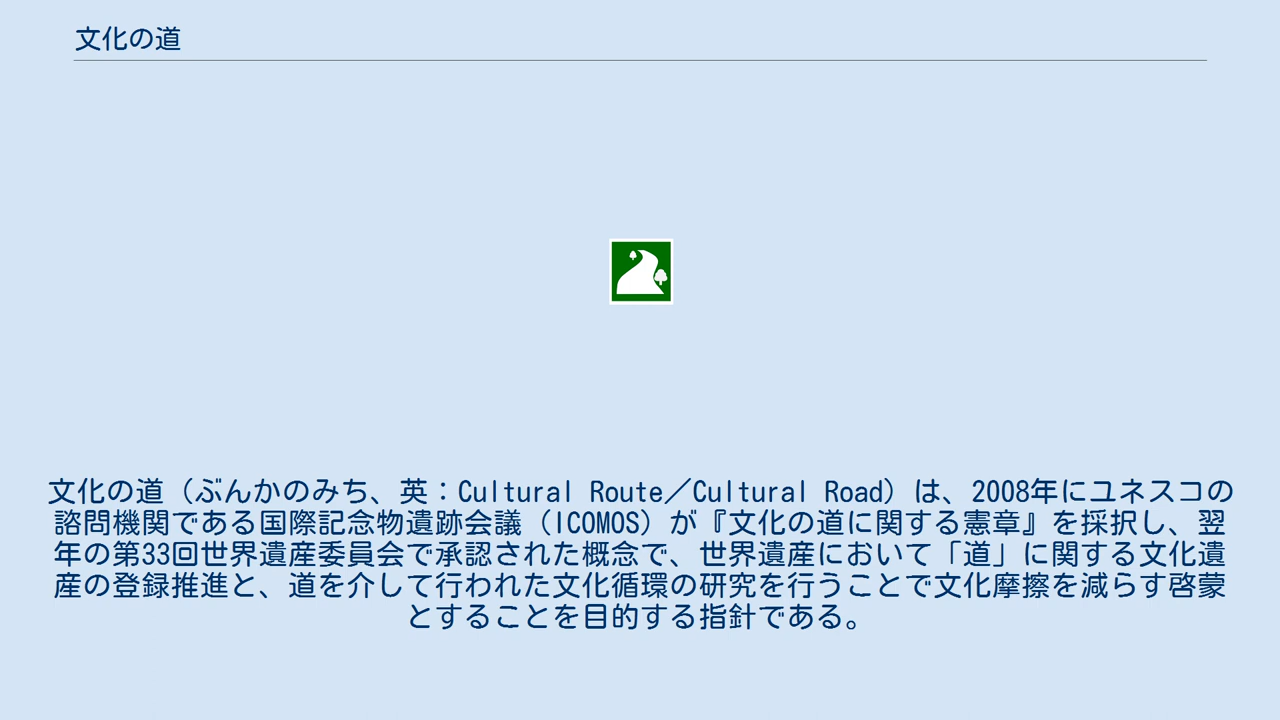 文化の道
文化の道（ぶんかのみち、英：Cultural Route／Cultural Road）は、2008年にユネスコの
諮問機関である国際記念物遺跡会議（ICOMOS）が『文化の道に関する憲章』を採択し、翌
年の第33回世界遺産委員会で承認された概念で、世界遺産において「道」に関する文化遺
産の登録推進と、道を介して行われた文化循環の研究を行うことで文化摩擦を減らす啓蒙
とすることを目的する指針である。